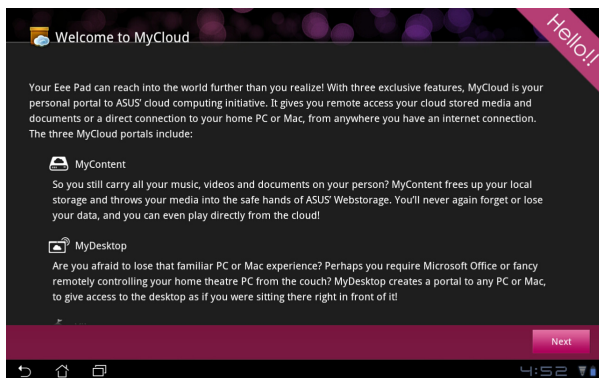 Welcome to MyCloud
Hello!!
Your Eee Pad can reach into the world further than you realize! With three exclusive features, MyCloud is your
personal portal to ASUS' cloud computing initiative. It gives you remote access your cloud stored media and
documents or a direct connection to your home PC or Mac, from anywhere you have an internet connection.
The three MyCloud portals include:
MyContent
So you still carry all your music, videos and documents on your person? MyContent frees up your local
storage and throws your media into the safe hands of ASUS' Webstorage. You'll never again forget or lose
your data, and you can even play directly from the cloud!
MyDesktop
Are you afraid to lose that familiar PC or Mac experience? Perhaps you require Microsoft Office or fancy
remotely controlling your home theatre PC from the couch? MyDesktop creates a portal to any PC or Mac,
to give access to the desktop as if you were sitting there right in front of it!
Next
4:52